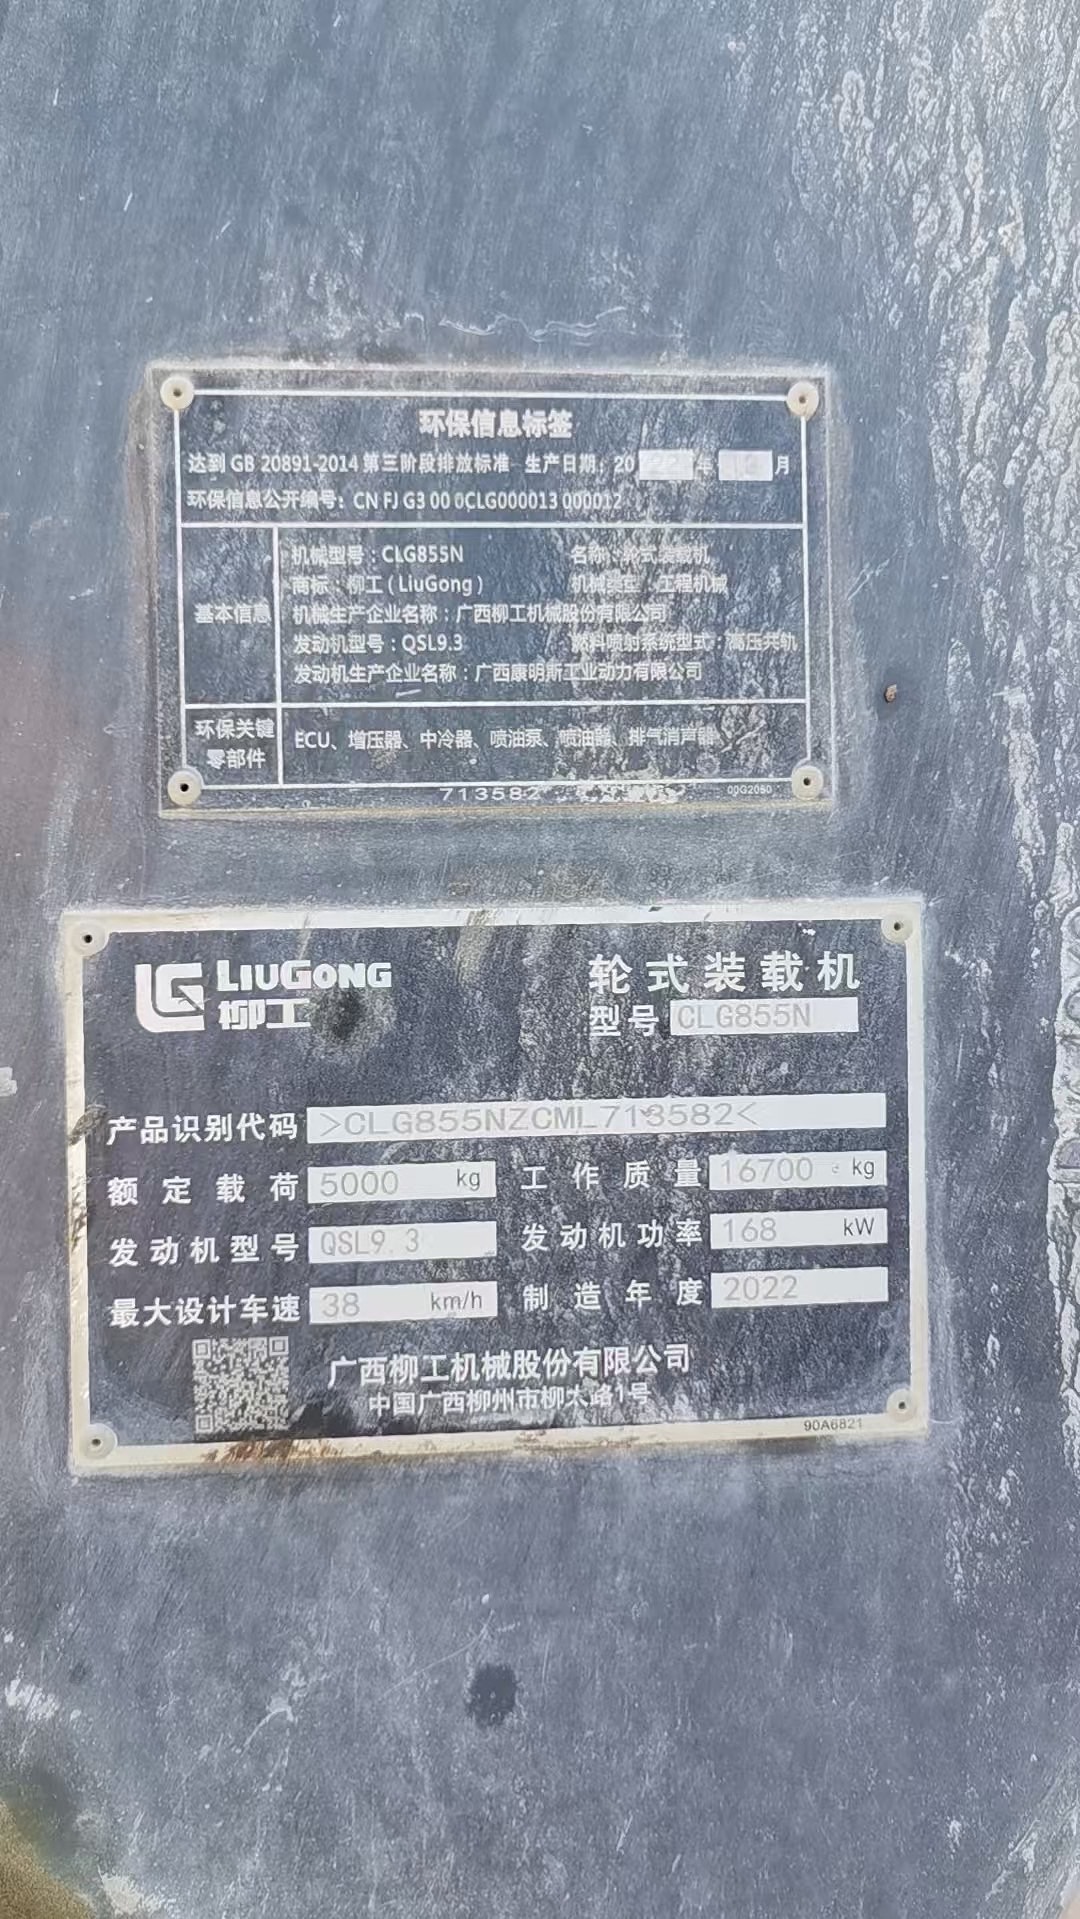 环保信息标签
达到 GB 20891-2014 第三阶段排放标准 生产日期: 20 年 月
环保信息公开编号: CN FJ G3 00 0CLG000013 000012
机械型号: CLG855N 名称: 轮式装载机
商标: 柳工 (LiuGong) 机械类型: 工程机械
基本信息 机械生产企业名称: 广西柳工机械股份有限公司
发动机型号: QSL9.3 燃料喷射系统型式: 高压共轨
发动机生产企业名称: 广西康明斯工业动力有限公司
环保关键零部件 ECU、增压器、中冷器、喷油泵、喷油器、排气消声器
713582 00G2060
LG LIUGONG 柳工 轮式装载机
型号 CLG855N
产品识别代码 >CLG855NZCML713582<
额定载荷 5000 kg 工作质量 16700 kg
发动机型号 QSL9.3 发动机功率 168 kW
最大设计车速 38 km/h 制造年度 2022
广西柳工机械股份有限公司
中国广西柳州市柳太路1号
90A6821